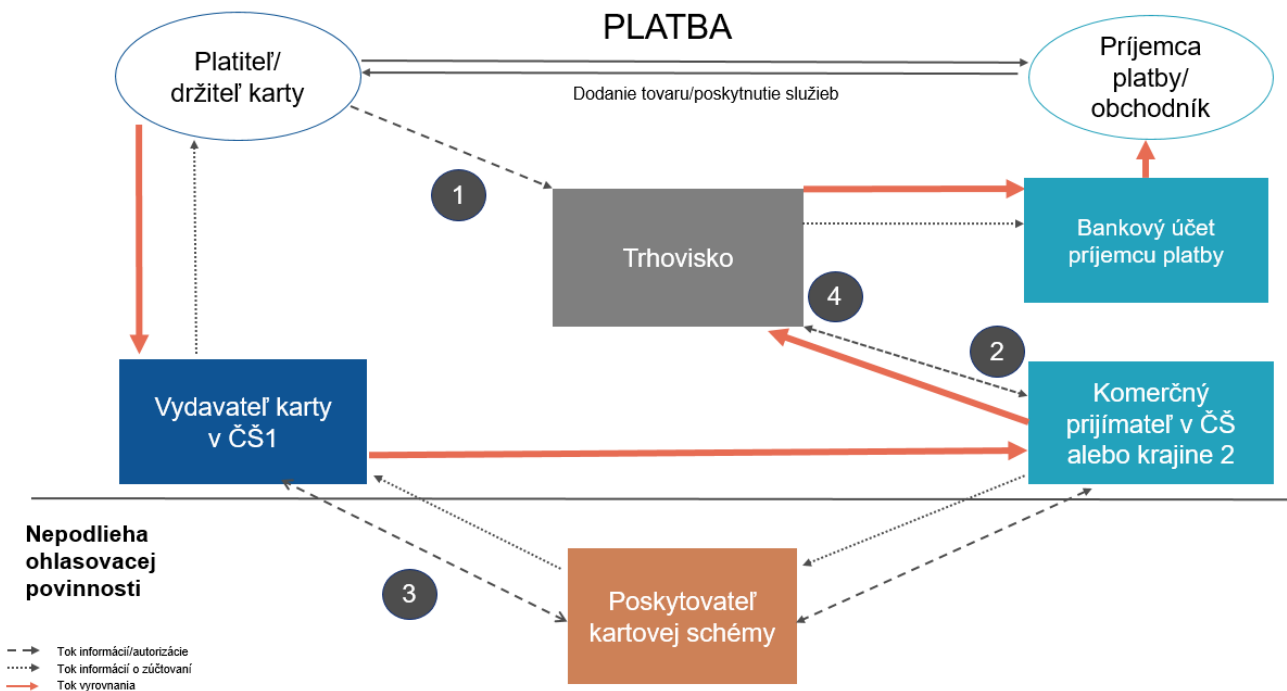 PLATBA
Platiteľ/
držiteľ karty
Príjemca
platby/
obchodník
Dodanie tovaru/poskytnutie služieb
1
Trhovisko
Bankový účet
príjemcu platby
4
2
Vydavateľ karty
v ČŠ1
Komerčný
prijímateľ v ČŠ
alebo krajine 2
Nepodlieha
ohlasovacej
povinnosti
3
Poskytovateľ
kartovej schémy
Tok informácií/autorizácie
Tok informácií o zúčtovaní
Tok vyrovnania